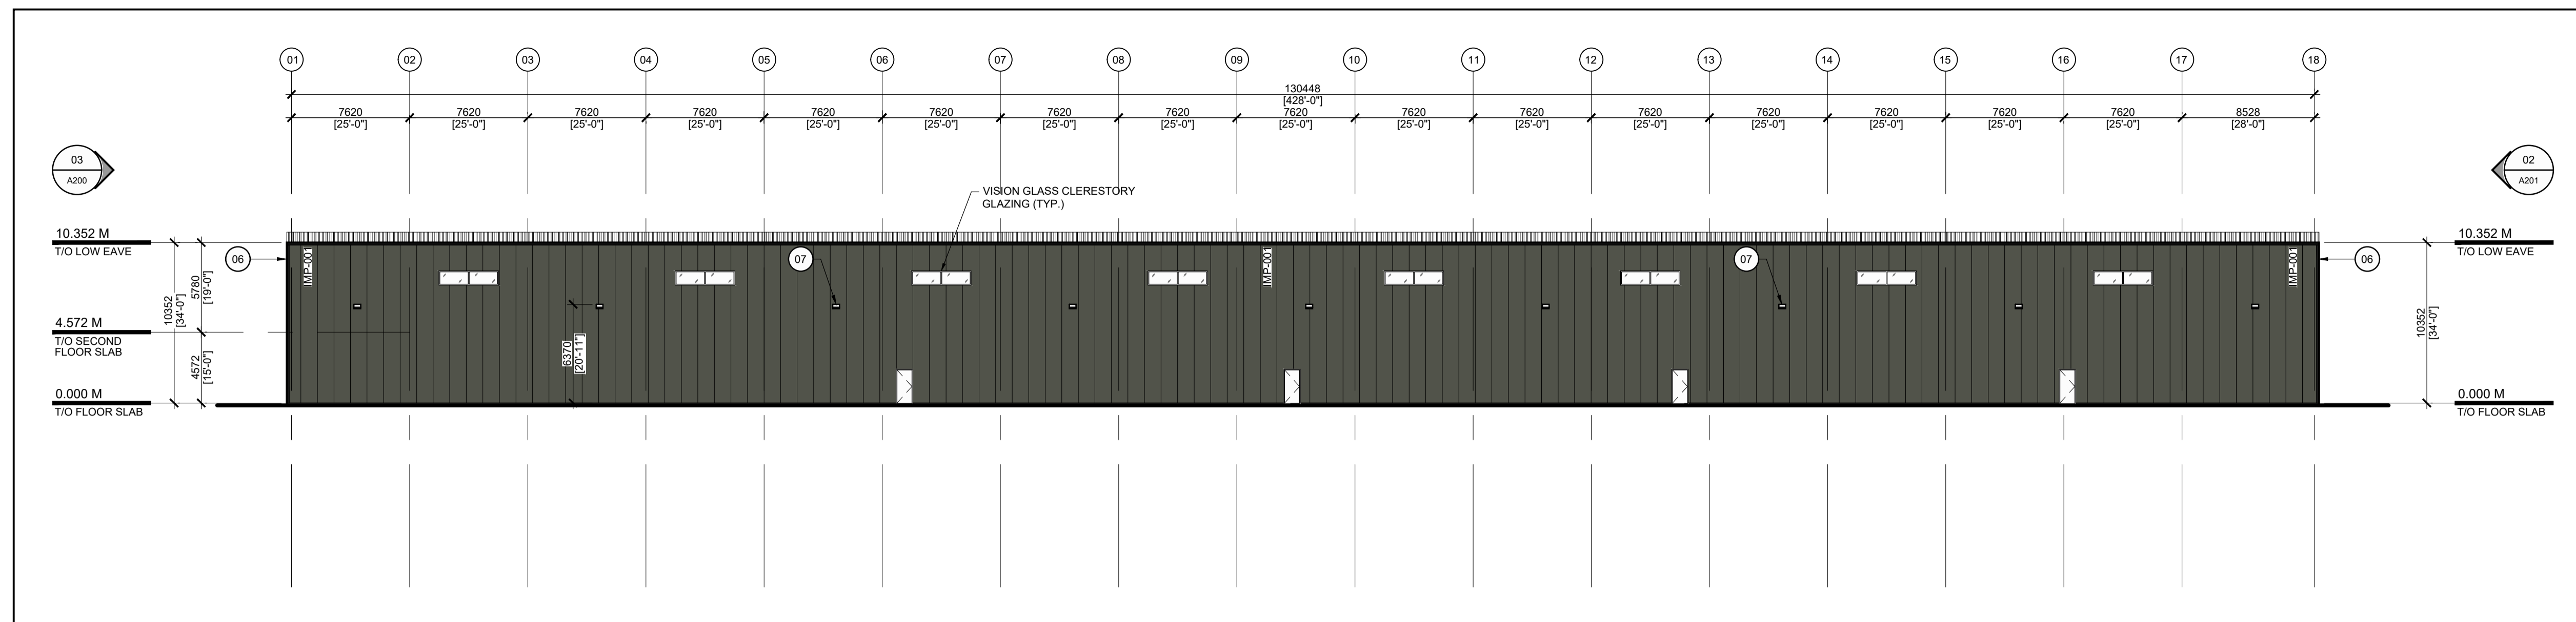 01 02 03 04 05 06 07 08 09 10 11 12 13 14 15 16 17 18
130448
[428'-0"]
7620 7620 7620 7620 7620 7620 7620 7620 7620 7620 7620 7620 7620 7620 7620 7620 8528
[25'-0"] [25'-0"] [25'-0"] [25'-0"] [25'-0"] [25'-0"] [25'-0"] [25'-0"] [25'-0"] [25'-0"] [25'-0"] [25'-0"] [25'-0"] [25'-0"] [25'-0"] [25'-0"] [28'-0"]
03
A200
02
A201
VISION GLASS CLERESTORY
GLAZING (TYP.)
10.352 M
T/O LOW EAVE
4.572 M
T/O SECOND
FLOOR SLAB
0.000 M
T/O FLOOR SLAB
10352
[34'-0"]
5780
[19'-0"]
4572
[15'-0"]
06
IMP-001
6370
[20'-11"]
07
IMP-001
07
IMP-001
06
10352
[34'-0"]
10.352 M
T/O LOW EAVE
0.000 M
T/O FLOOR SLAB